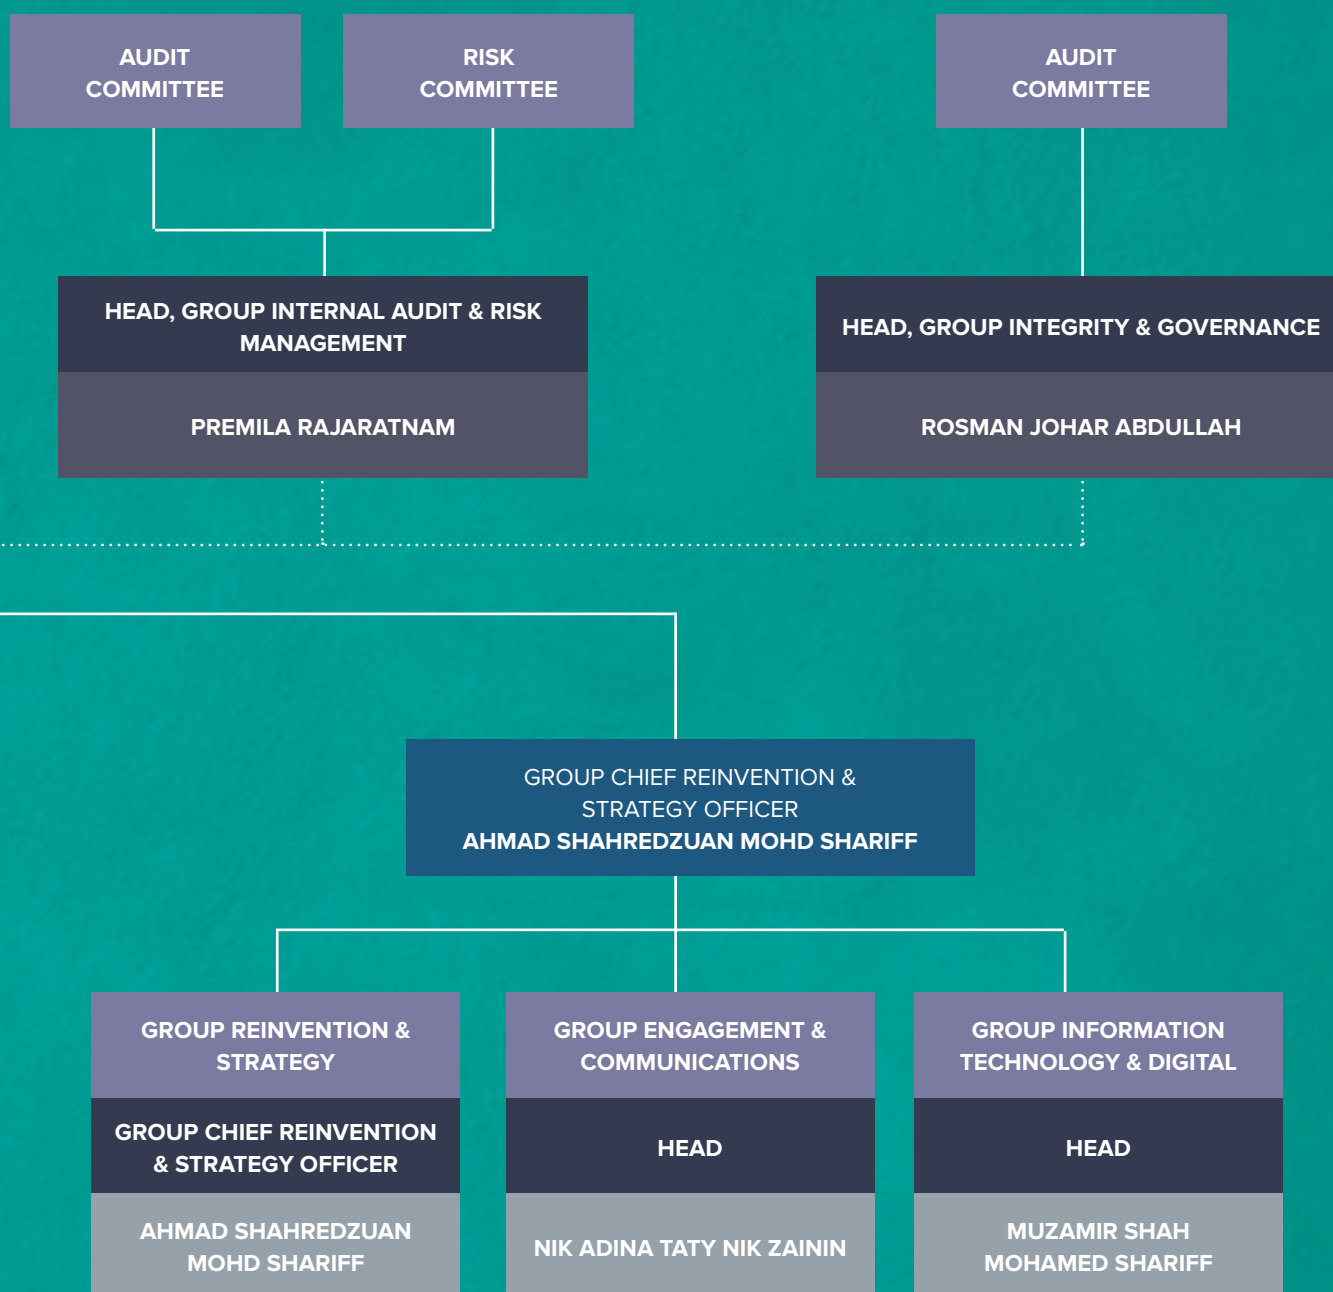 AUDIT
COMMITTEE
RISK
COMMITTEE
AUDIT
COMMITTEE
HEAD, GROUP INTERNAL AUDIT & RISK
MANAGEMENT
PREMILA RAJARATNAM
HEAD, GROUP INTEGRITY & GOVERNANCE
ROSMAN JOHAR ABDULLAH
GROUP CHIEF REINVENTION &
STRATEGY OFFICER
AHMAD SHAHREDZUAN MOHD SHARIFF
GROUP REINVENTION &
STRATEGY
GROUP CHIEF REINVENTION
& STRATEGY OFFICER
AHMAD SHAHREDZUAN
MOHD SHARIFF
GROUP ENGAGEMENT &
COMMUNICATIONS
HEAD
NIK ADINA TATY NIK ZAININ
GROUP INFORMATION
TECHNOLOGY & DIGITAL
HEAD
MUZAMIR SHAH
MOHAMED SHARIFF